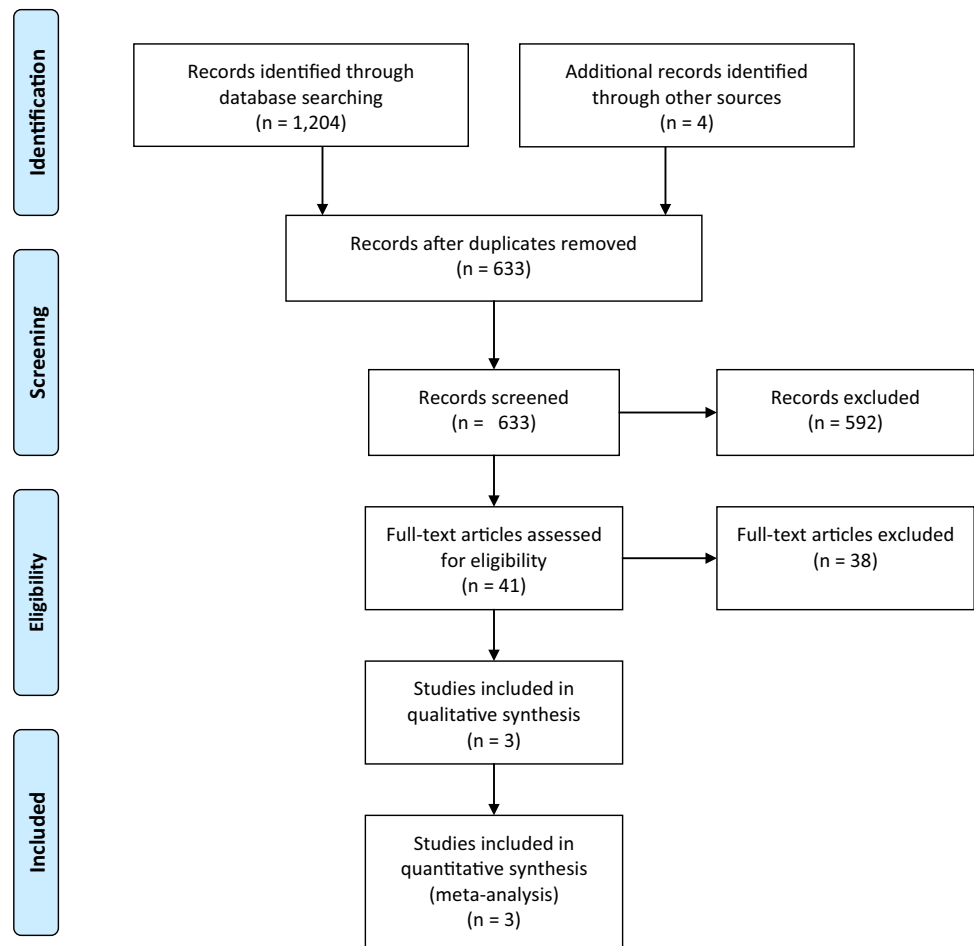 Identification
Records identified through
database searching
(n = 1,204)
Additional records identified
through other sources
(n = 4)
Records after duplicates removed
(n = 633)
Screening
Records screened
(n = 633)
Records excluded
(n = 592)
Eligibility
Full-text articles assessed
for eligibility
(n = 41)
Full-text articles excluded
(n = 38)
Studies included in
qualitative synthesis
(n = 3)
Included
Studies included in
quantitative synthesis
(meta-analysis)
(n = 3)